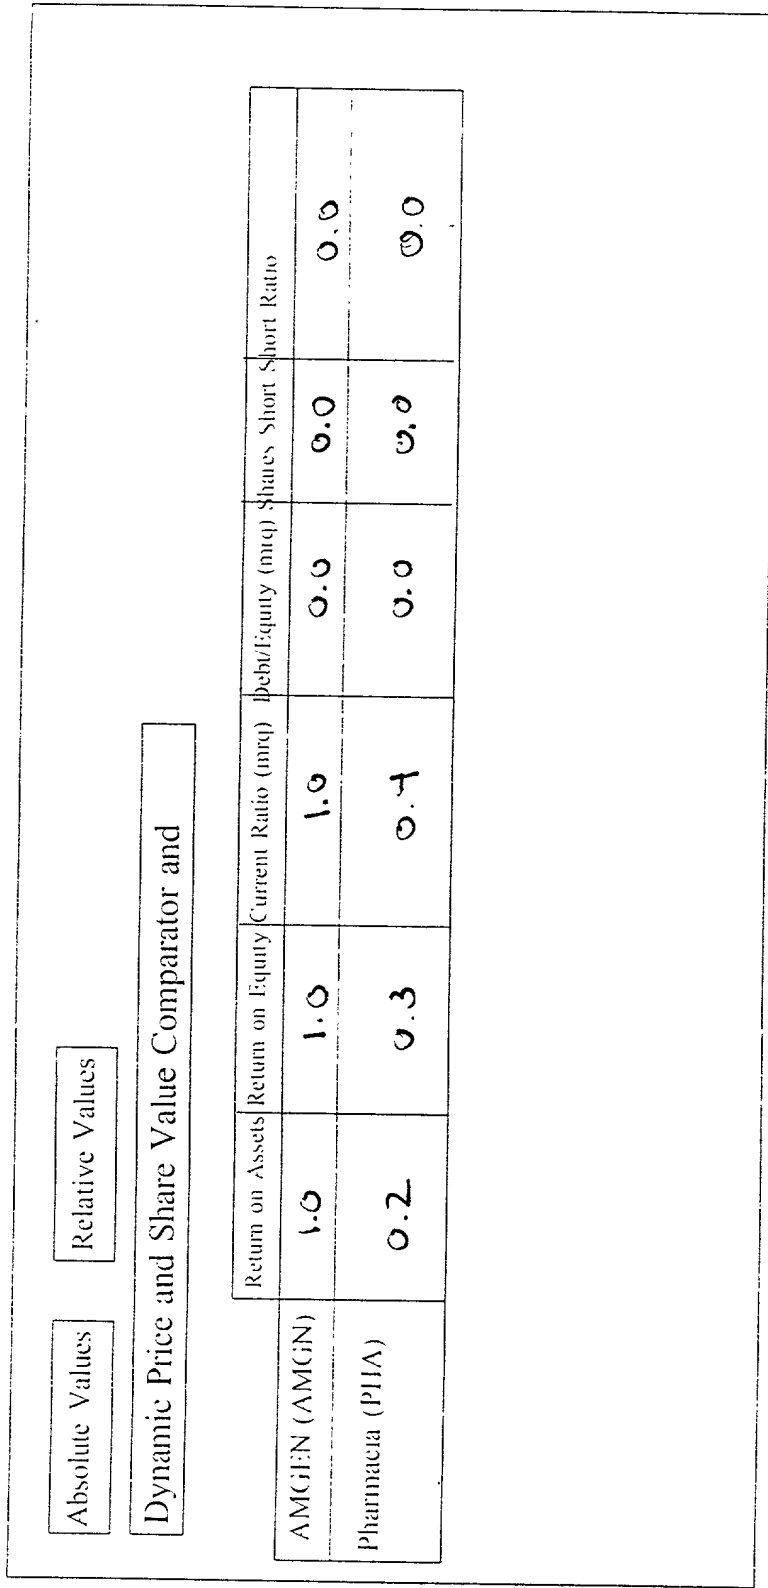 Absolute Values Relative Values
Dynamic Price and Share Value Comparator and
Return on Assets Return on Equity Current Ratio (mrq) Debt/Equity (mrq) Shares Short Short Ratio
AMGEN (AMGN) 1.0 1.0 1.0 0.0 0.0 0.0
Pharmacia (PHA) 0.2 0.3 0.4 0.0 0.0 0.0